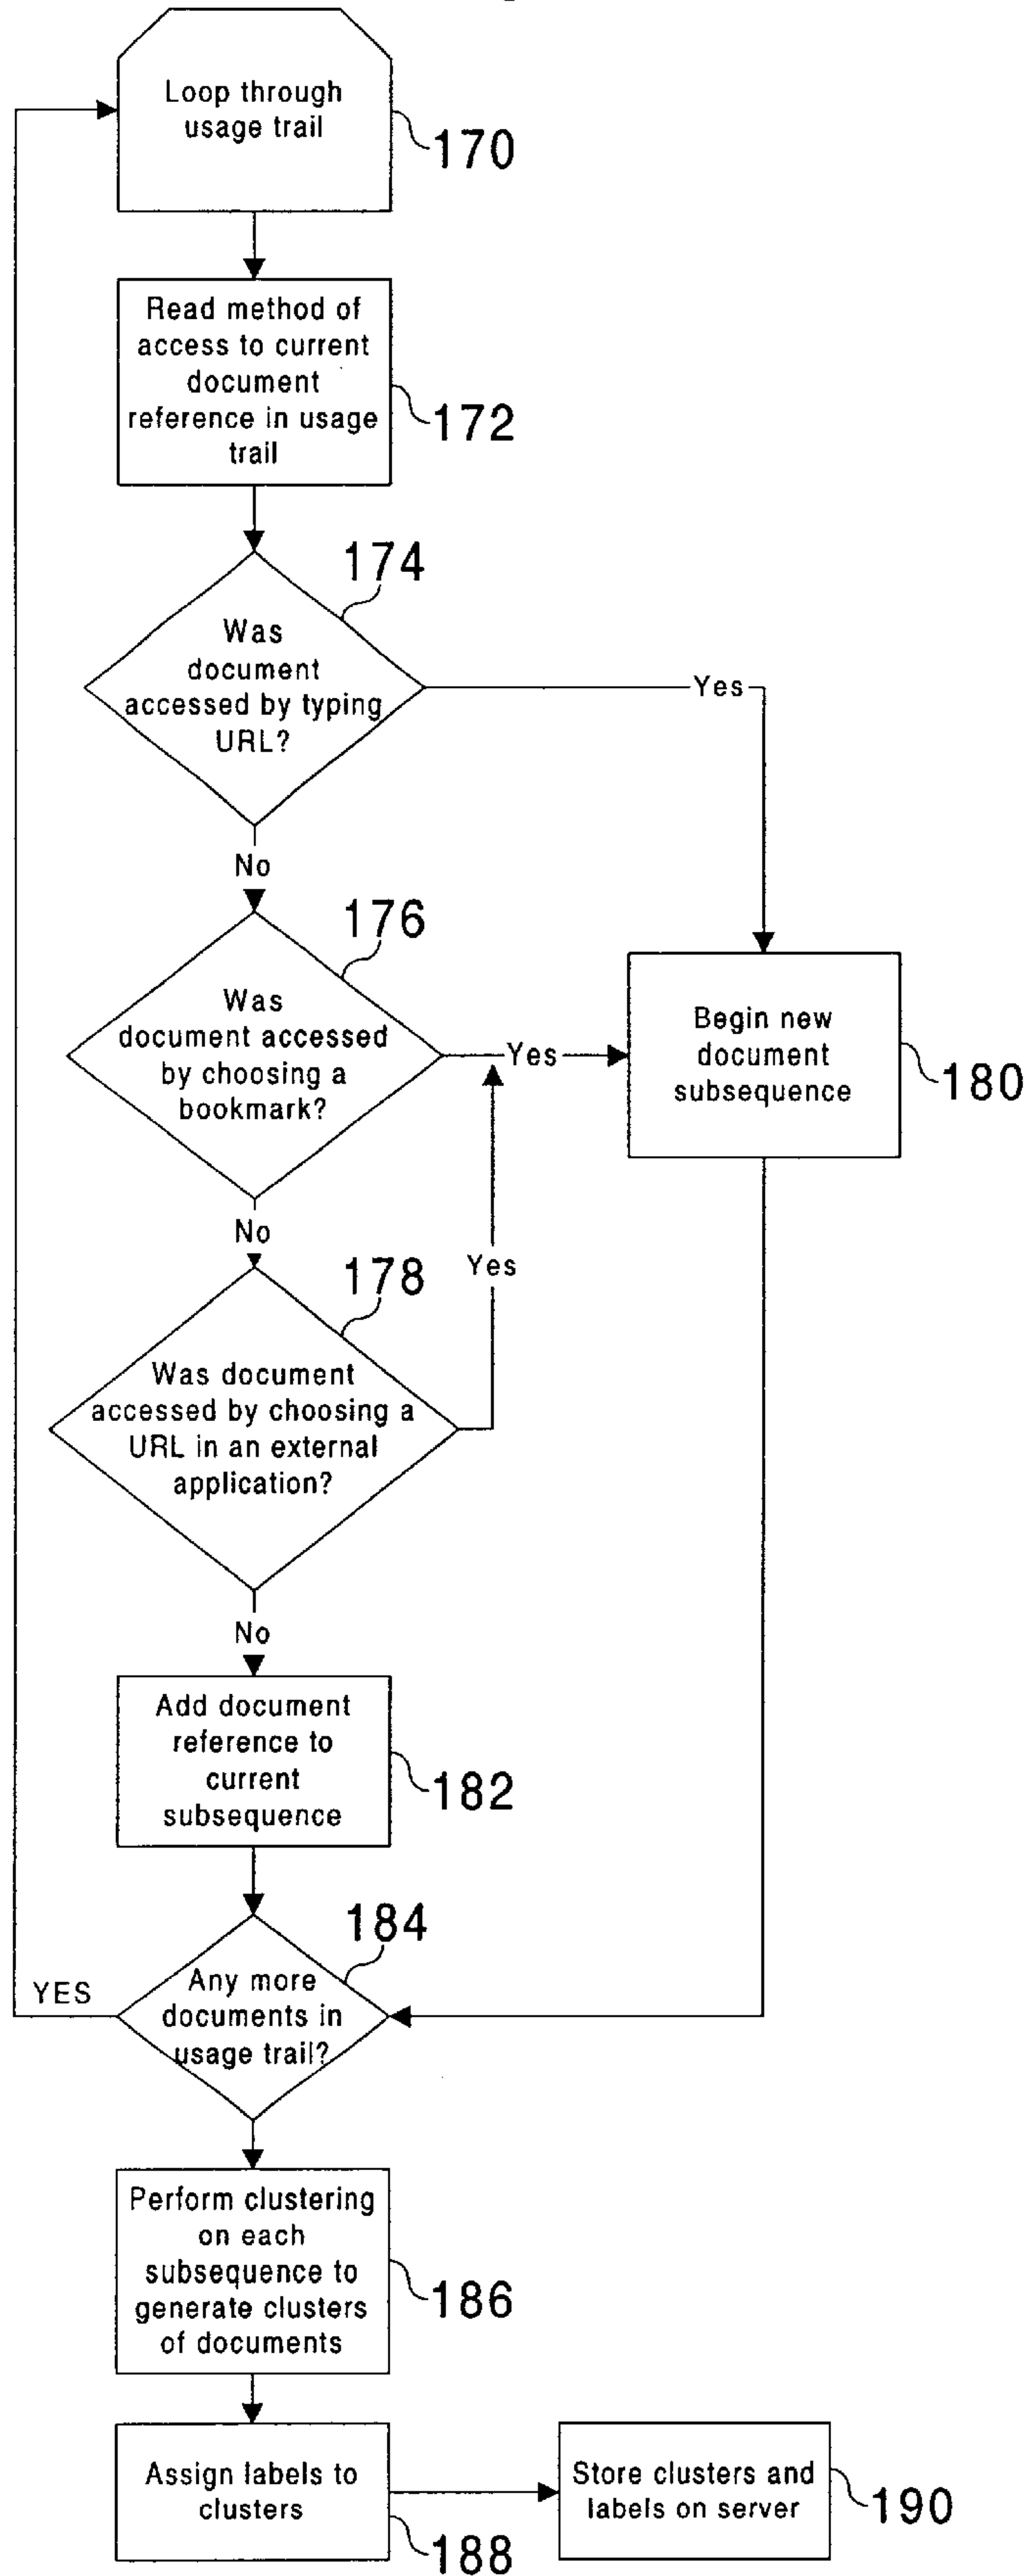 Loop through
usage trail
170
Read method of
access to current
document
reference in usage
trail
172
174
Was
document
accessed by typing
URL?
Yes
No
176
Was
document accessed
by choosing a
bookmark?
Yes
Begin new
document
subsequence
180
No
178
Yes
Was document
accessed by choosing a
URL in an external
application?
No
Add document
reference to
current
subsequence
182
184
YES
Any more
documents in
usage trail?
Perform clustering
on each
subsequence to
generate clusters
of documents
186
Assign labels to
clusters
188
Store clusters and
labels on server
190